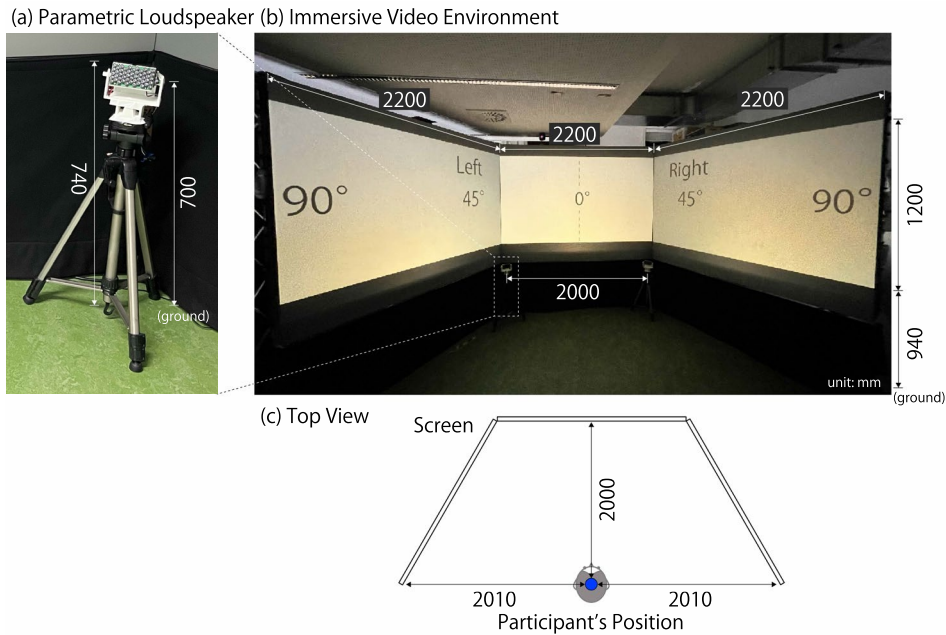 (a) Parametric Loudspeaker
(b) Immersive Video Environment
740
700
(ground)
2200
2200
2200
Left
Right
90°
45°
0°
45°
90°
2000
1200
940
unit: mm
(ground)
(c) Top View
Screen
2000
2010
2010
Participant's Position